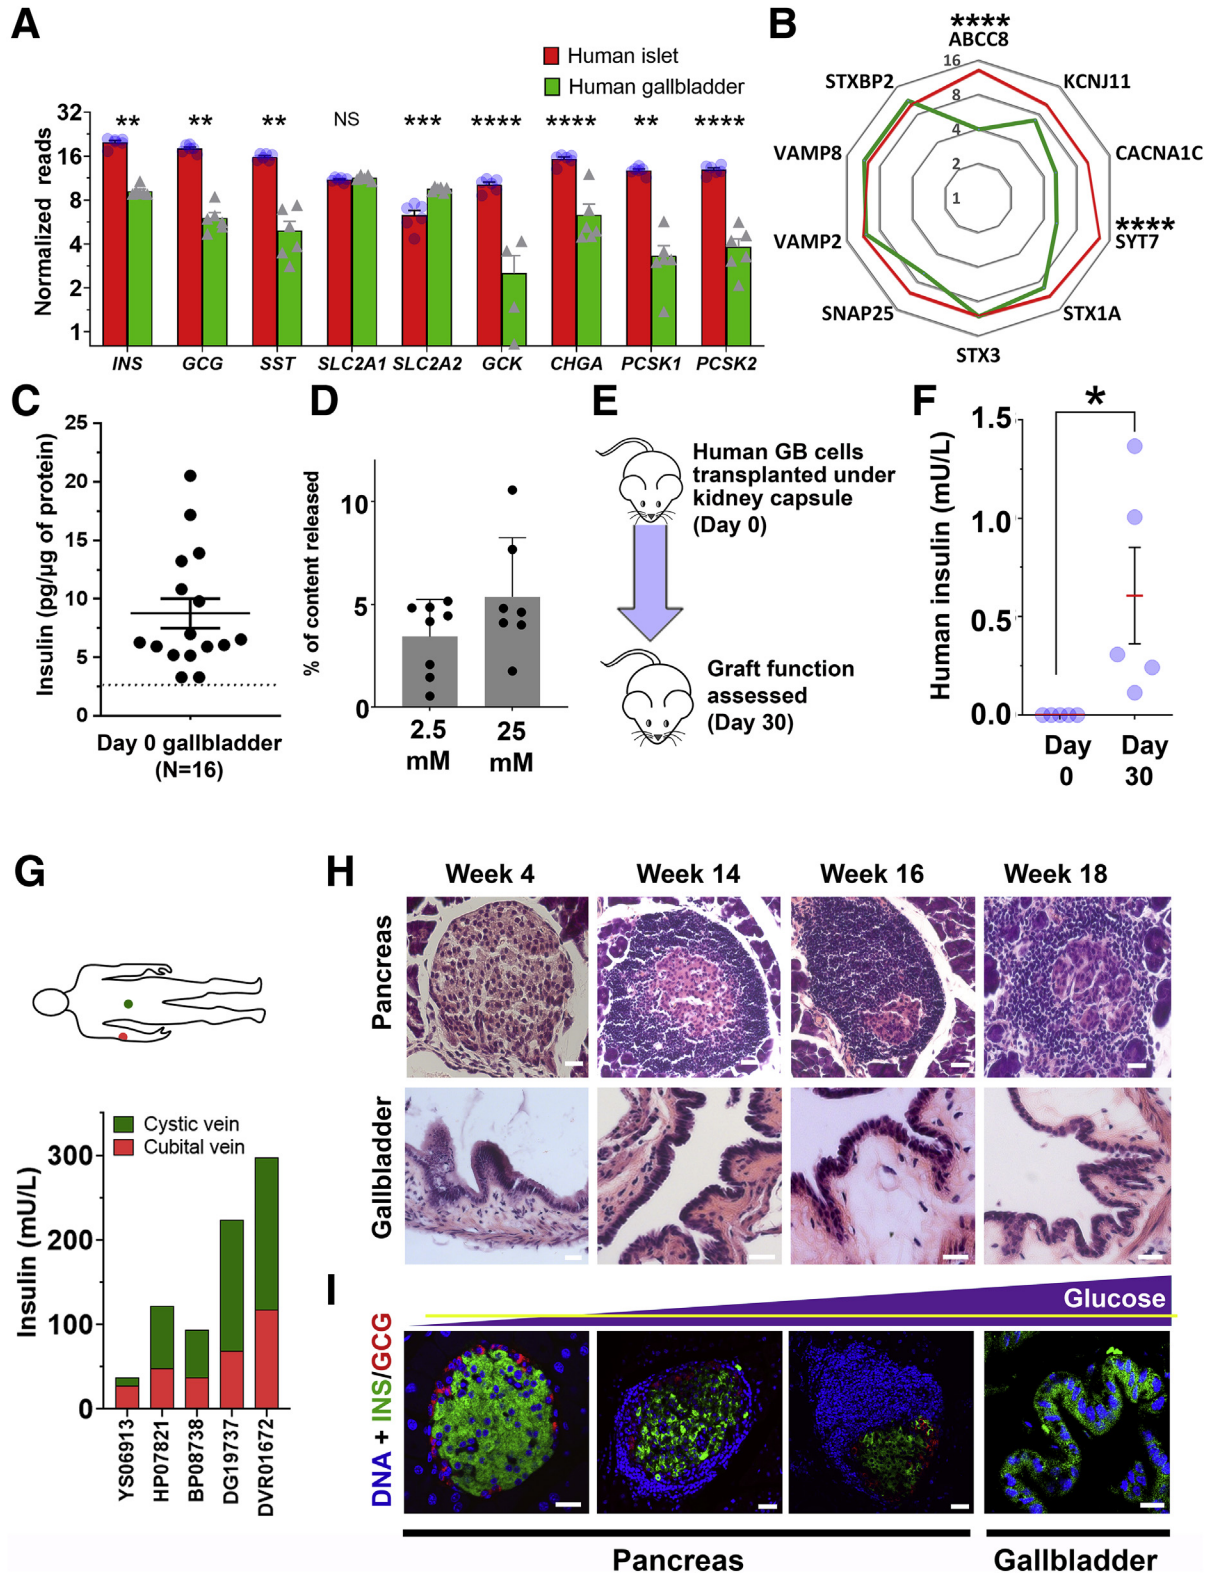 A
Human islet
Human gallbladder
Normalized reads
32
16
8
4
2
1
**
**
**
NS
***
****
****
**
****
INS
GCG
SST
SLC2A1
SLC2A2
GCK
CHGA
PCSK1
PCSK2
B
****
ABCC8
KCNJ11
CACNA1C
****
SYT7
STX1A
STX3
SNAP25
VAMP2
VAMP8
STXBP2
16
8
4
2
1
C
Insulin (pg/µg of protein)
25
20
15
10
5
0
Day 0 gallbladder
(N=16)
D
% of content released
10
5
0
2.5
mM
25
mM
E
Human GB cells
transplanted under
kidney capsule
(Day 0)
Graft function
assessed
(Day 30)
F
*
Human insulin (mU/L)
1.5
1.0
0.5
0.0
Day
0
Day
30
G
Cystic vein
Cubital vein
Insulin (mU/L)
300
200
100
0
YS06913
HP07821
BP08738
DG19737
DVR01672
H
Week 4
Week 14
Week 16
Week 18
Pancreas
Gallbladder
I
Glucose
DNA + INS/GCG
Pancreas
Gallbladder